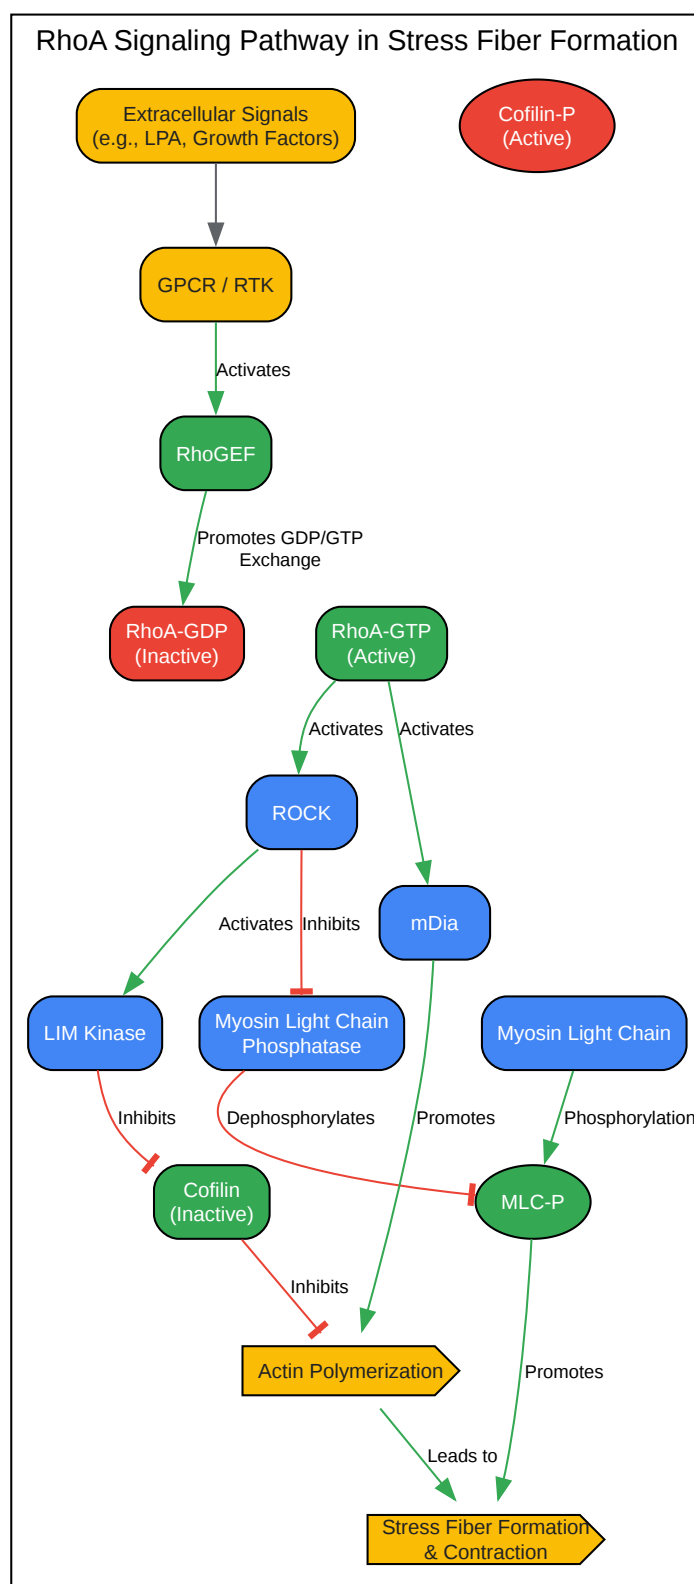 RhoA Signaling Pathway in Stress Fiber Formation
Extracellular Signals
(e.g., LPA, Growth Factors)
Cofilin-P
(Active)
GPCR / RTK
Activates
RhoGEF
Promotes GDP/GTP
Exchange
RhoA-GDP
(Inactive)
RhoA-GTP
(Active)
Activates
Activates
ROCK
Activates
Inhibits
mDia
LIM Kinase
Myosin Light Chain
Phosphatase
Myosin Light Chain
Inhibits
Dephosphorylates
Promotes
Phosphorylation
Cofilin
(Inactive)
MLC-P
Inhibits
Actin Polymerization
Promotes
Leads to
Stress Fiber Formation
& Contraction